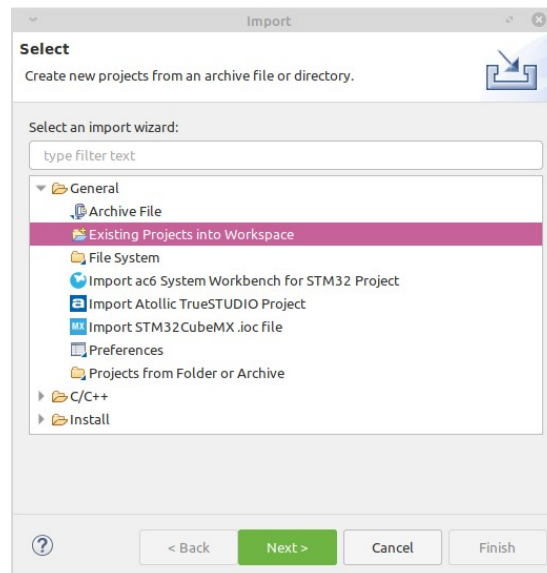 Import
Select
Create new projects from an archive file or directory.
Select an import wizard:
type filter text
General
Archive File
Existing Projects into Workspace
File System
Import ac6 System Workbench for STM32 Project
Import Atollic TrueSTUDIO Project
MX Import STM32CubeMX .ioc file
Preferences
Projects from Folder or Archive
C/C++
Install
? < Back Next > Cancel Finish